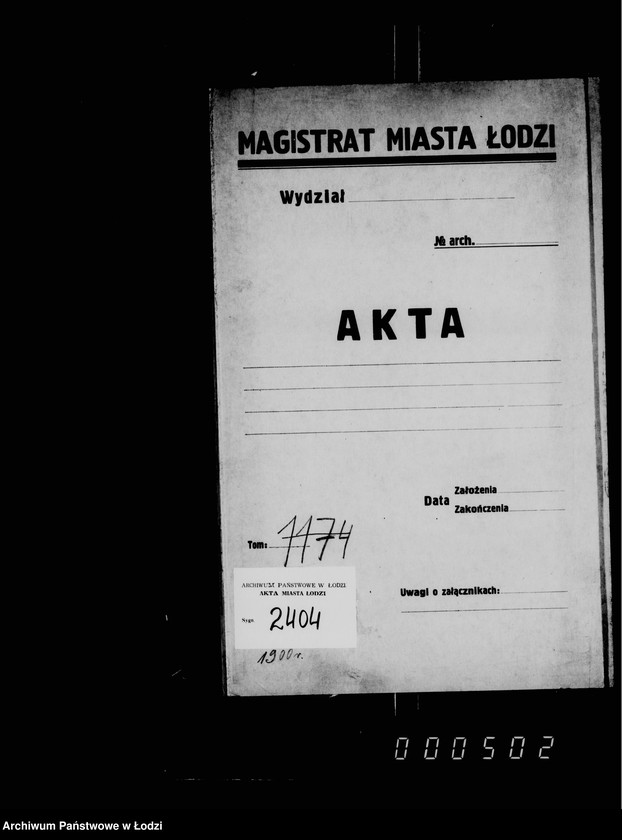 MAGISTRAT MIASTA ŁODZI
Wydział
№ arch.
AKTA
Data
Założenia
Zakończenia
Tom: 1174
ARCHIWUM PAŃSTWOWE W ŁODZI
AKTA MIASTA ŁODZI
Sygn. 2404
1900 r.
Uwagi o załącznikach:
000502
Archiwum Państwowe w Łodzi